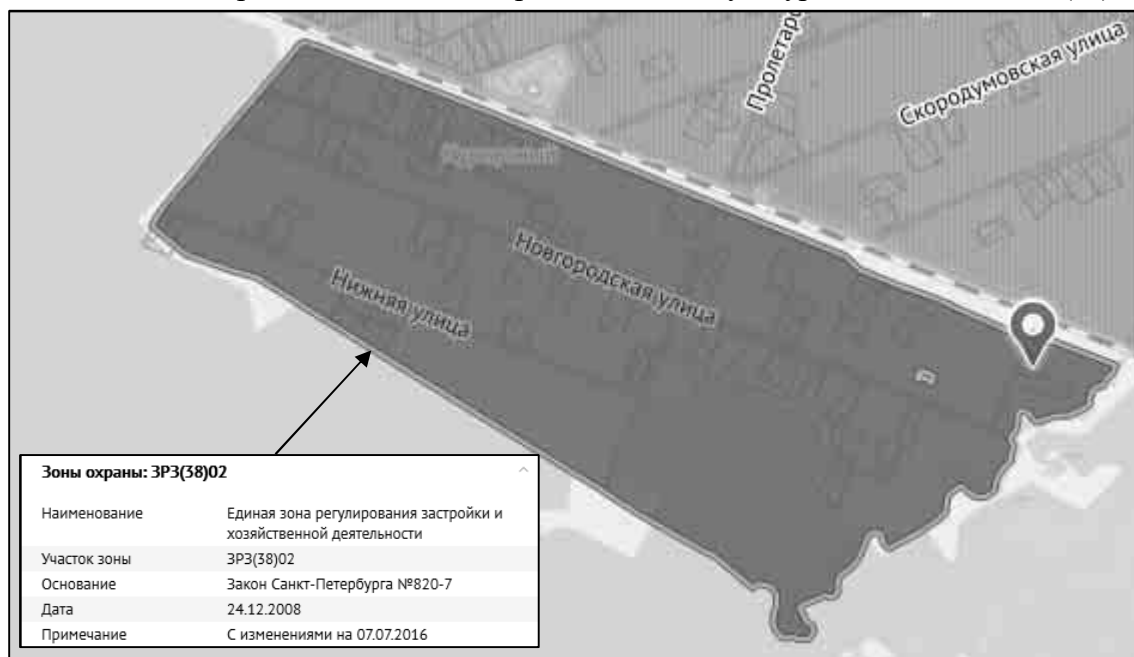 Пролетар
Скородумовская улица
Новгородская улица
Нижняя улица
Зоны охраны: ЗРЗ(38)02
Наименование Единая зона регулирования застройки и
хозяйственной деятельности
Участок зоны ЗРЗ(38)02
Основание Закон Санкт-Петербурга №820-7
Дата 24.12.2008
Примечание С изменениями на 07.07.2016